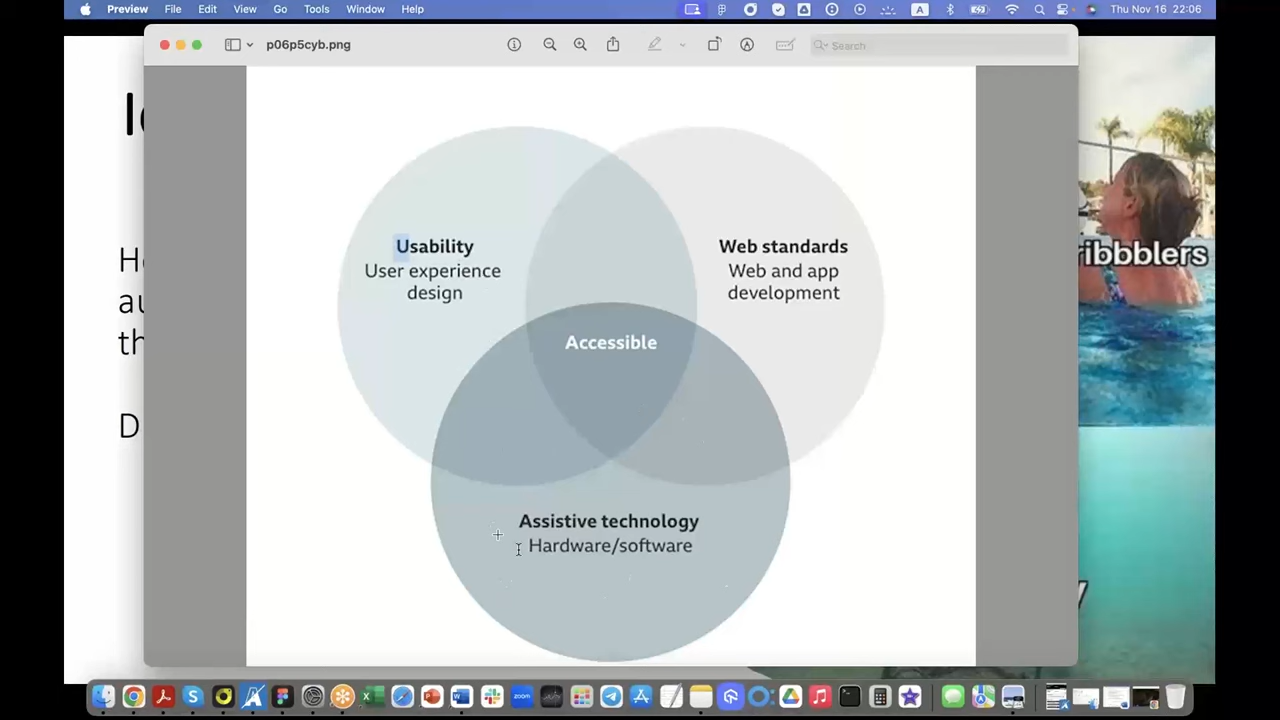 Preview File Edit View Go Tools Window Help
A
Thu Nov 16 22:06
p06p5cyb.png
Search
Usability
User experience
design
Web standards
Web and app
development
Accessible
Assistive technology
Hardware/software
ribbblers
zoom